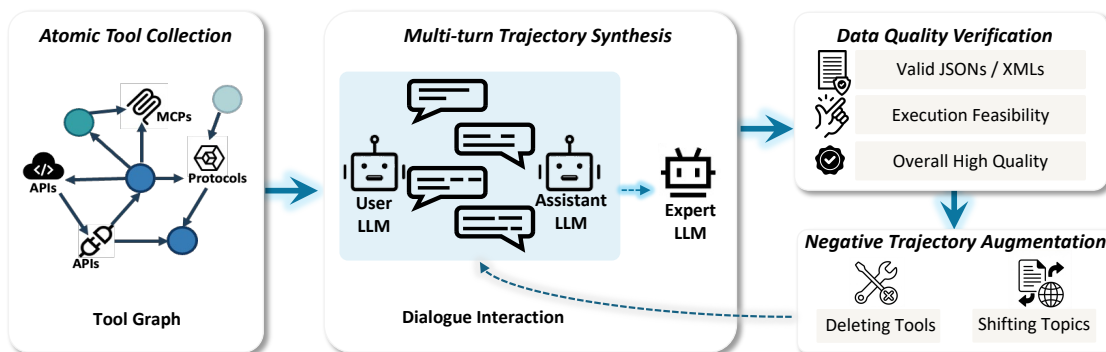 Atomic Tool Collection
MCPs
APIs
Protocols
APIs
Tool Graph
Multi-turn Trajectory Synthesis
User
LLM
Assistant
LLM
Expert
LLM
Dialogue Interaction
Data Quality Verification
Valid JSONs / XMLs
Execution Feasibility
Overall High Quality
Negative Trajectory Augmentation
Deleting Tools
Shifting Topics